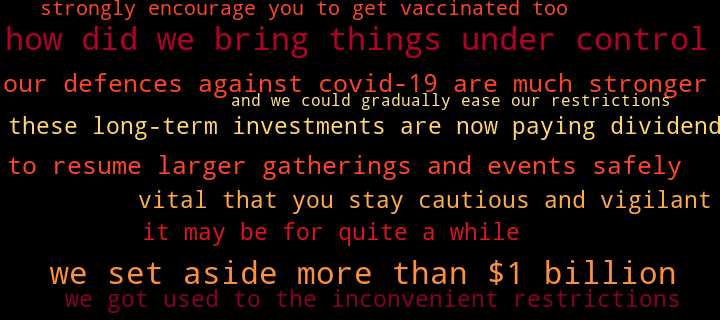 strongly encourage you to get vaccinated too
how did we bring things under control
our defences against covid-19 are much stronger
and we could gradually ease our restrictions
these long-term investments are now paying dividend
to resume larger gatherings and events safely
vital that you stay cautious and vigilant
it may be for quite a while
we set aside more than $1 billion
we got used to the inconvenient restrictions